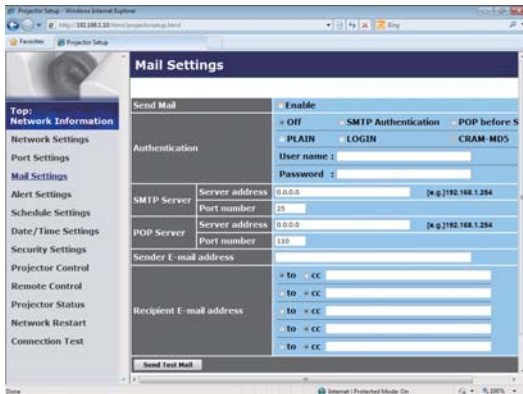 Projector Setup - Windows Internet Explorer
Bing
Favorites Projector Setup
Mail Settings
Top:
Network Information
Network Settings
Port Settings
Mail Settings
Alert Settings
Schedule Settings
Date/Time Settings
Security Settings
Projector Control
Remote Control
Projector Status
Network Restart
Connection Test
Send Mail Enable
Authentication
Off SMTP Authentication POP before S
PLAIN LOGIN CRAM-MD5
User name :
Password :
SMTP Server
Server address 0.0.0.0 [e.g.]192.168.1.254
Port number 25
POP Server
Server address 0.0.0.0 [e.g.]192.168.1.254
Port number 110
Sender E-mail address
Recipient E-mail address
to cc
to cc
to cc
to cc
to cc
Send Test Mail
Done Internet | Protected Mode: On 100%